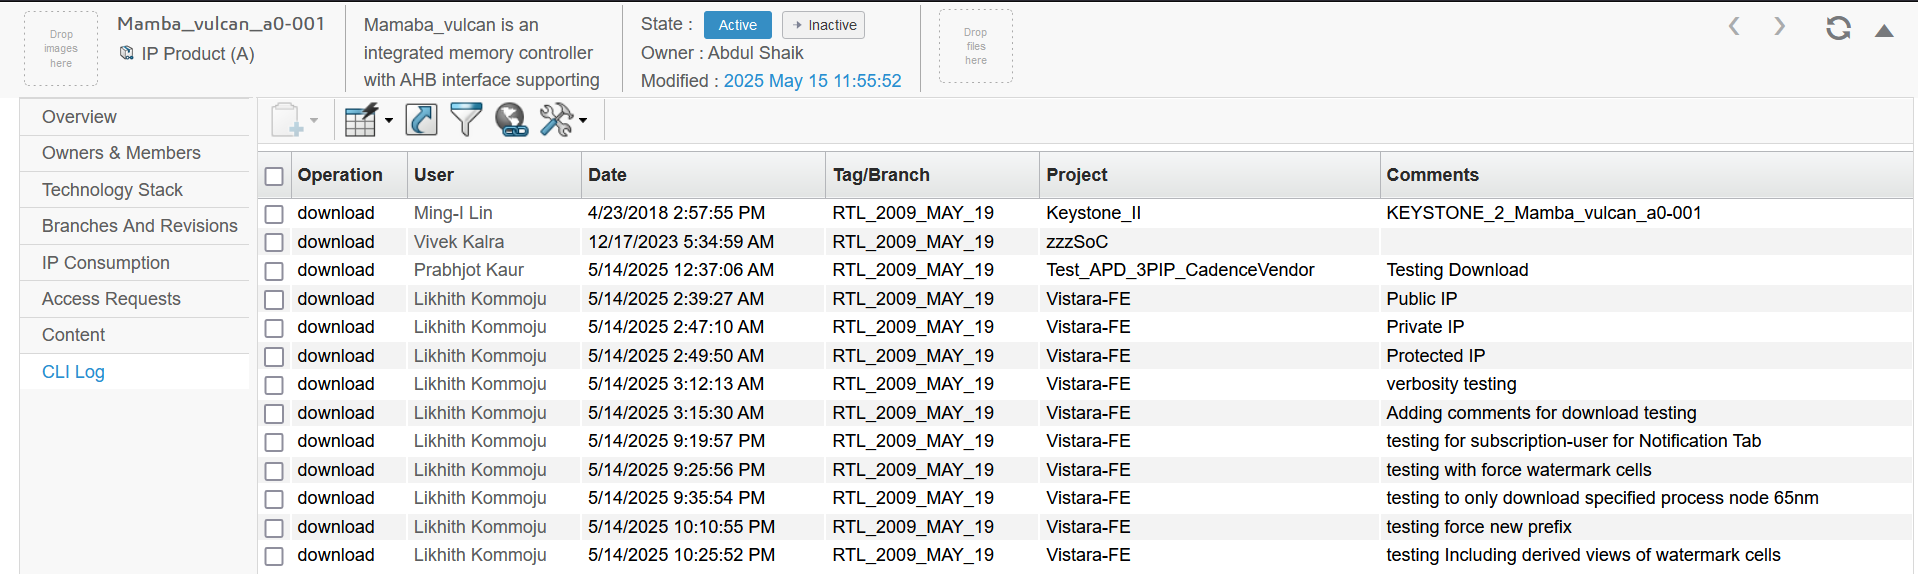 Drop
images
here
Mamba_vulcan_a0-001
IP Product (A)
Mamaba_vulcan is an
integrated memory controller
with AHB interface supporting
State : Active Inactive
Owner : Abdul Shaik
Modified : 2025 May 15 11:55:52
Drop
files
here
Overview
Owners & Members
Technology Stack
Branches And Revisions
IP Consumption
Access Requests
Content
CLI Log
Operation User Date Tag/Branch Project Comments
download Ming-I Lin 4/23/2018 2:57:55 PM RTL_2009_MAY_19 Keystone_II KEYSTONE_2_Mamba_vulcan_a0-001
download Vivek Kalra 12/17/2023 5:34:59 AM RTL_2009_MAY_19 zzzSoC
download Prabhjot Kaur 5/14/2025 12:37:06 AM RTL_2009_MAY_19 Test_APD_3PIP_CadenceVendor Testing Download
download Likhith Kommoju 5/14/2025 2:39:27 AM RTL_2009_MAY_19 Vistara-FE Public IP
download Likhith Kommoju 5/14/2025 2:47:10 AM RTL_2009_MAY_19 Vistara-FE Private IP
download Likhith Kommoju 5/14/2025 2:49:50 AM RTL_2009_MAY_19 Vistara-FE Protected IP
download Likhith Kommoju 5/14/2025 3:12:13 AM RTL_2009_MAY_19 Vistara-FE verbosity testing
download Likhith Kommoju 5/14/2025 3:15:30 AM RTL_2009_MAY_19 Vistara-FE Adding comments for download testing
download Likhith Kommoju 5/14/2025 9:19:57 PM RTL_2009_MAY_19 Vistara-FE testing for subscription-user for Notification Tab
download Likhith Kommoju 5/14/2025 9:25:56 PM RTL_2009_MAY_19 Vistara-FE testing with force watermark cells
download Likhith Kommoju 5/14/2025 9:35:54 PM RTL_2009_MAY_19 Vistara-FE testing to only download specified process node 65nm
download Likhith Kommoju 5/14/2025 10:10:55 PM RTL_2009_MAY_19 Vistara-FE testing force new prefix
download Likhith Kommoju 5/14/2025 10:25:52 PM RTL_2009_MAY_19 Vistara-FE testing Including derived views of watermark cells